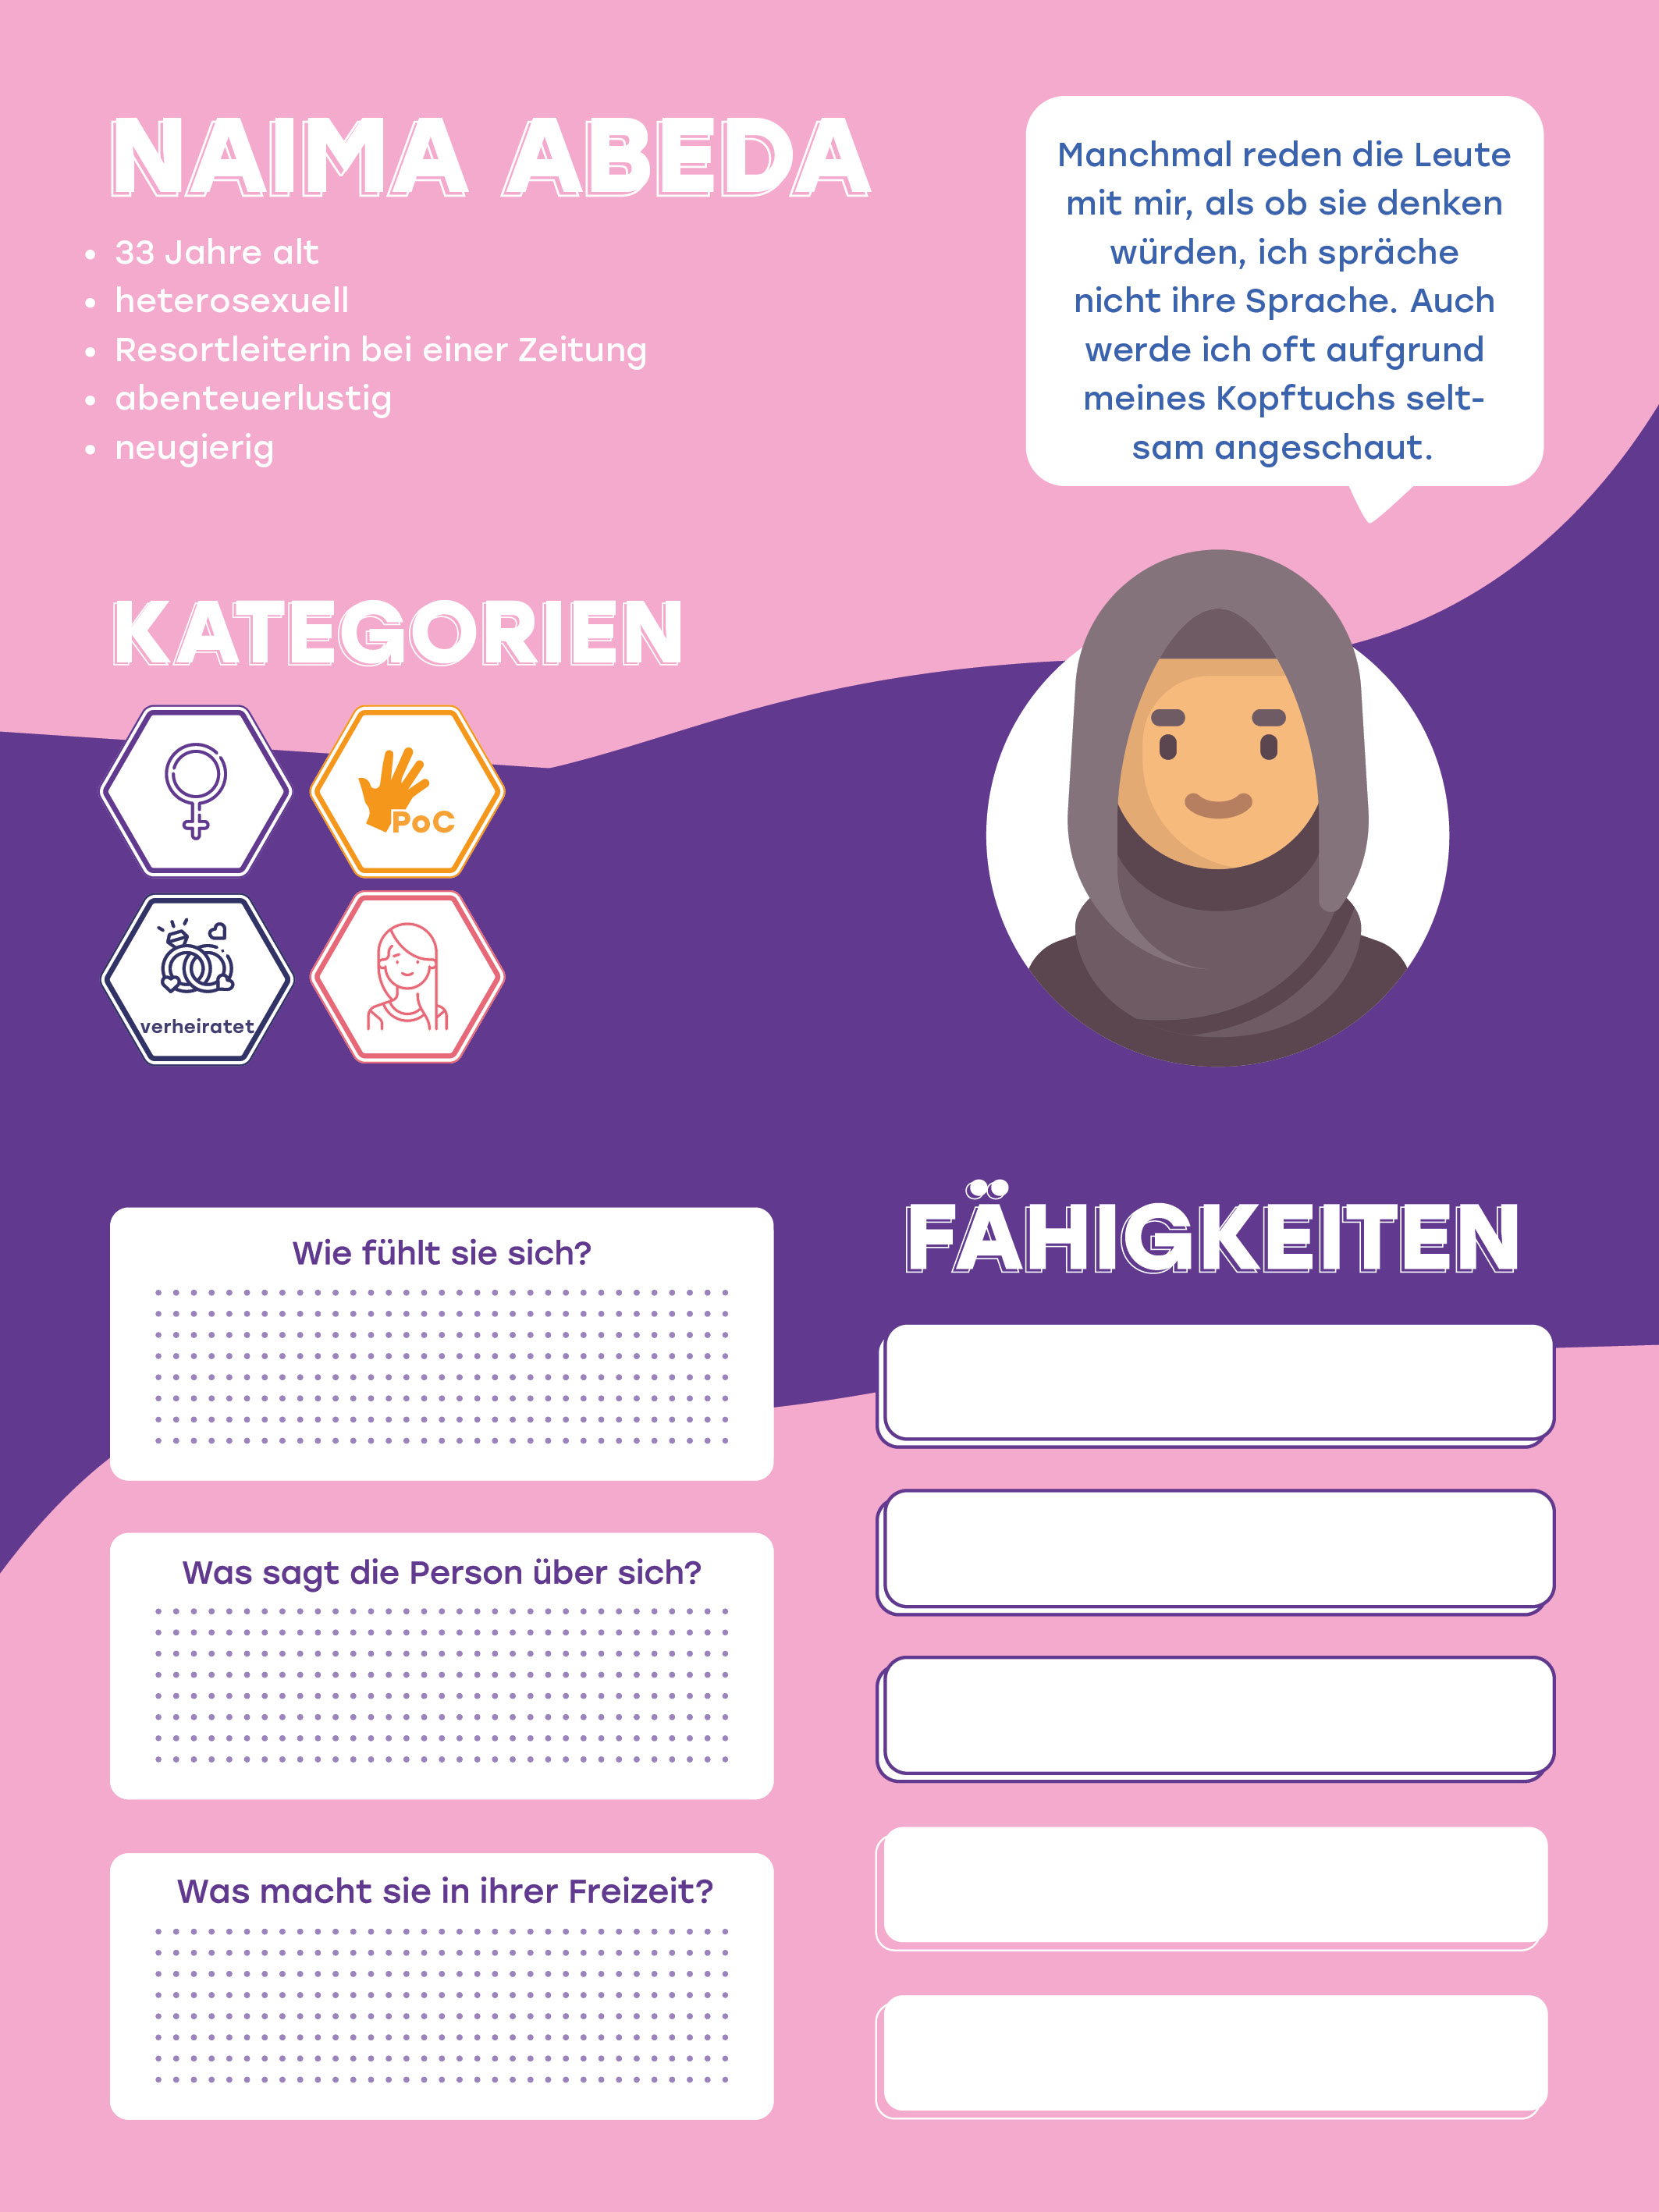 NAIMA ABEDA
• 33 Jahre alt
• heterosexuell
• Resortleiterin bei einer Zeitung
• abenteuerlustig
• neugierig
Manchmal reden die Leute
mit mir, als ob sie denken
würden, ich spräche
nicht ihre Sprache. Auch
werde ich oft aufgrund
meines Kopftuchs selt-
sam angeschaut.
KATEGORIEN
PoC
verheiratet
Wie fühlt sie sich?
Was sagt die Person über sich?
Was macht sie in ihrer Freizeit?
FÄHIGKEITEN